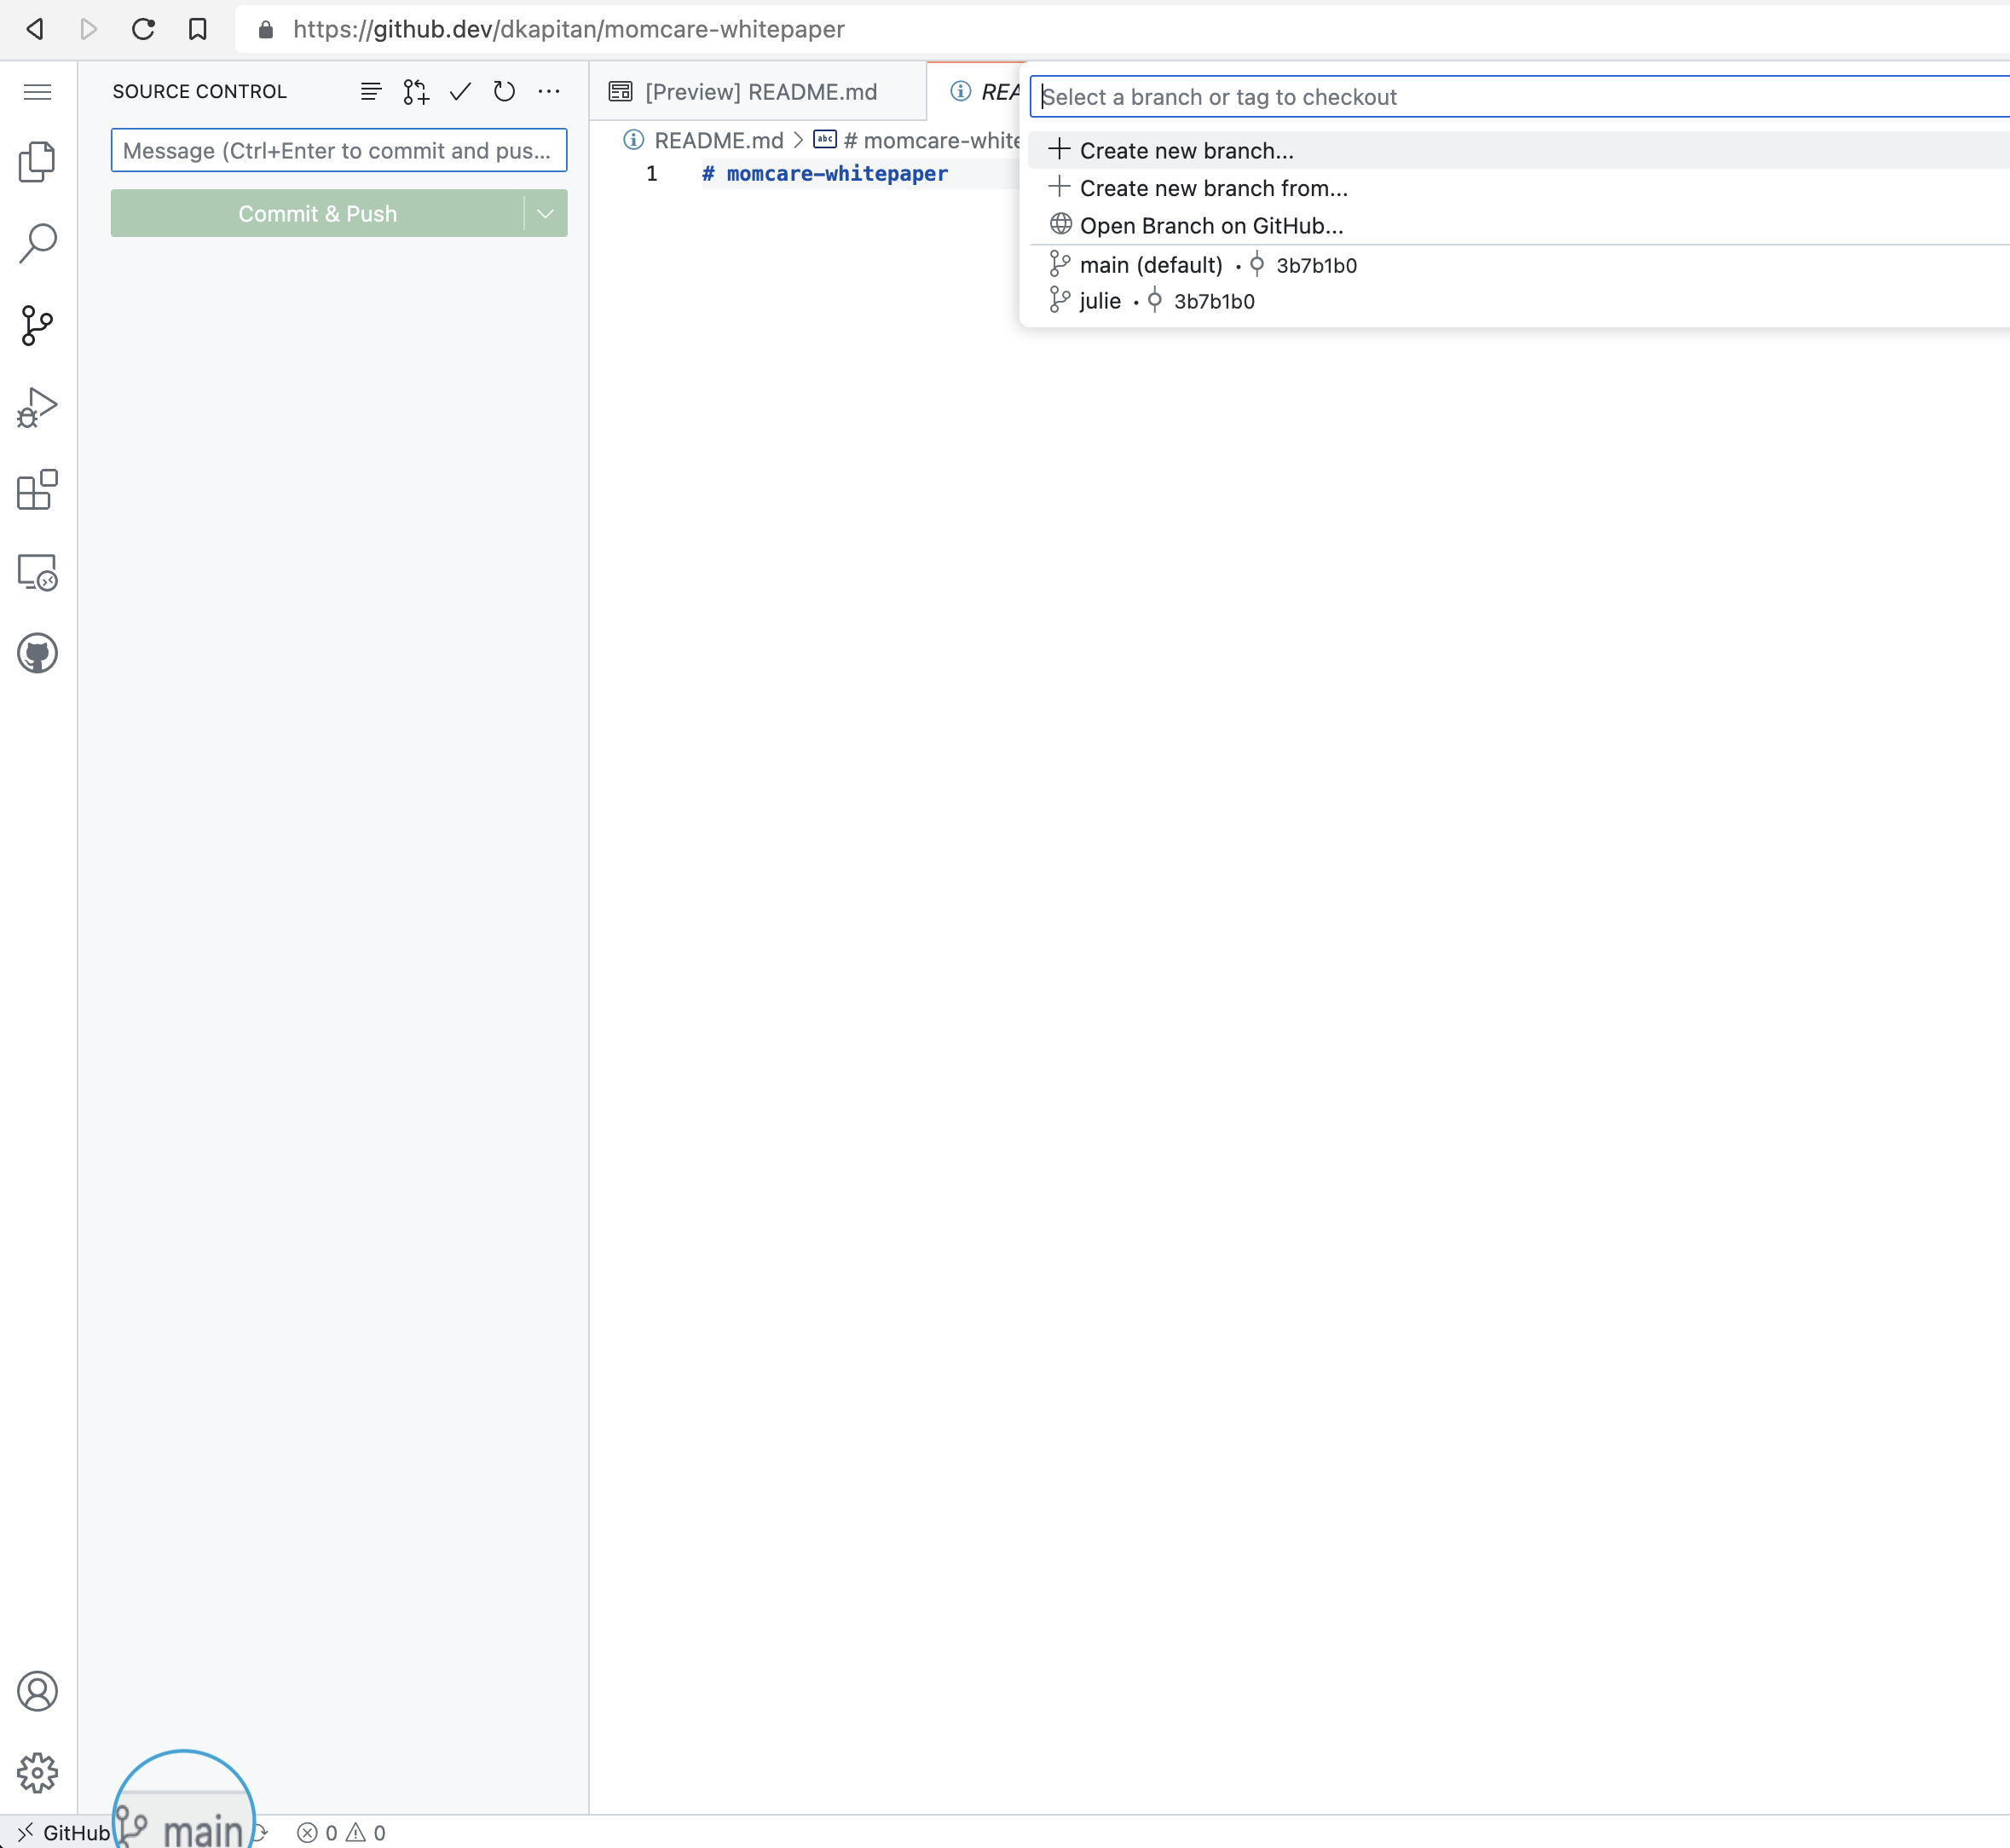 https://github.dev/dkapitan/momcare-whitepaper
SOURCE CONTROL
Message (Ctrl+Enter to commit and pus...
Commit & Push
[Preview] README.md
REA
README.md > abc # momcare-white
1 # momcare-whitepaper
Select a branch or tag to checkout
Create new branch...
Create new branch from...
Open Branch on GitHub...
main (default) • 3b7b1b0
julie • 3b7b1b0
GitHub main 0 0